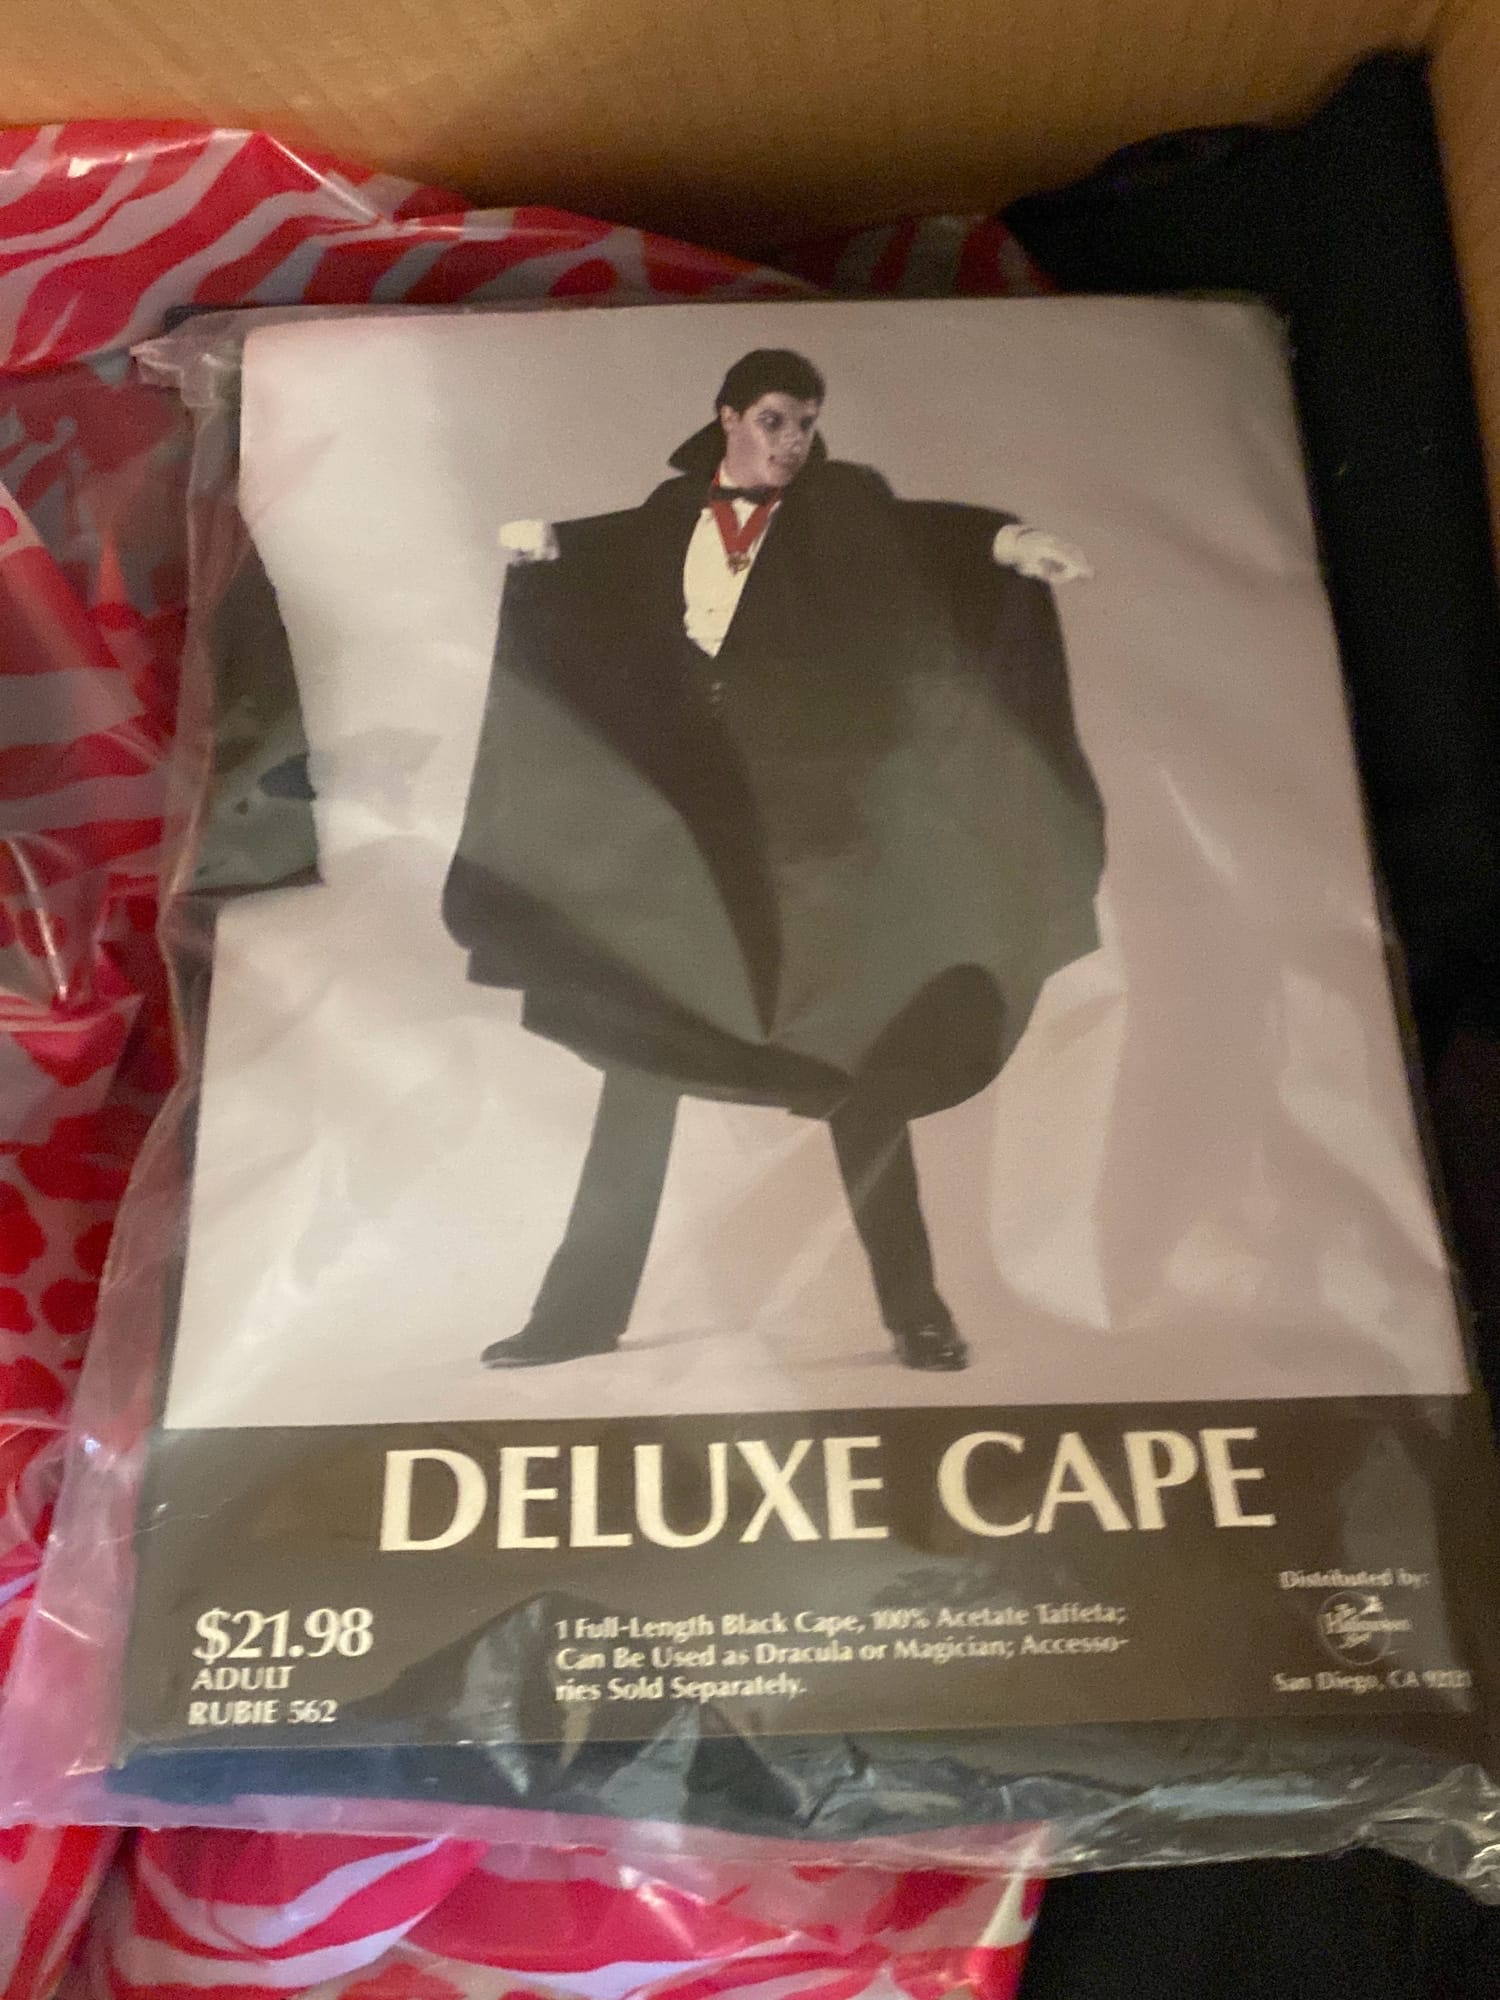 DELUXE CAPE
$21.98
ADULT
RUBIE 562
1 Full-Length Black Cape, 100% Acetate Taffeta;
Can Be Used as Dracula or Magician; Accesso-
ries Sold Separately.
Distributed by:
San Diego, CA 92121